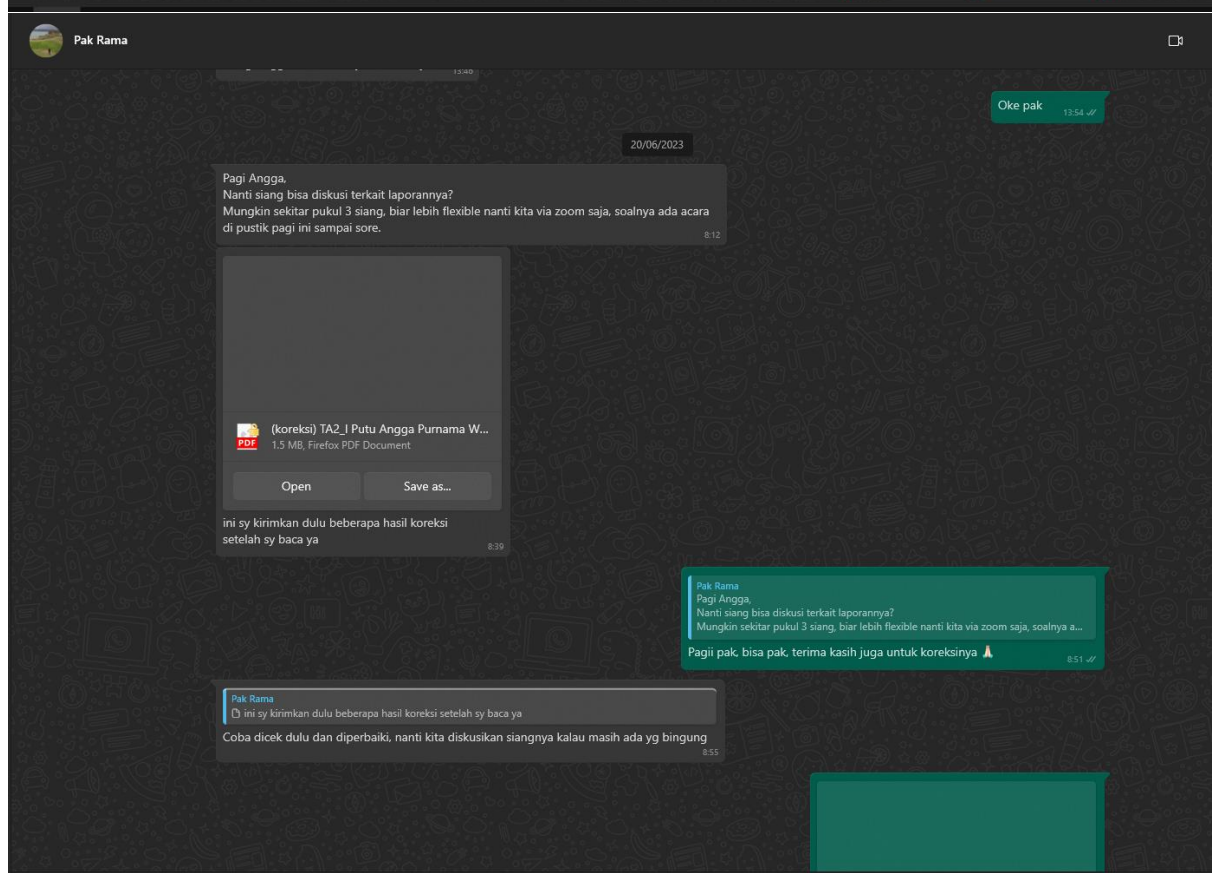 Pak Rama
13:48
Oke pak
13:54
20/06/2023
Pagi Angga,
Nanti siang bisa diskusi terkait laporannya?
Mungkin sekitar pukul 3 siang, biar lebih flexible nanti kita via zoom saja, soalnya ada acara
di pustik pagi ini sampai sore.
8:12
(koreksi) TA2_I Putu Angga Purnama W...
PDF
1.5 MB, Firefox PDF Document
Open
Save as...
ini sy kirimkan dulu beberapa hasil koreksi
setelah sy baca ya
8:39
Pak Rama
Pagi Angga,
Nanti siang bisa diskusi terkait laporannya?
Mungkin sekitar pukul 3 siang, biar lebih flexible nanti kita via zoom saja, soalnya a...
Pagii pak, bisa pak, terima kasih juga untuk koreksinya 🙏🏻
8:51
Pak Rama
ini sy kirimkan dulu beberapa hasil koreksi setelah sy baca ya
Coba dicek dulu dan diperbaiki, nanti kita diskusikan siangnya kalau masih ada yg bingung
8:55